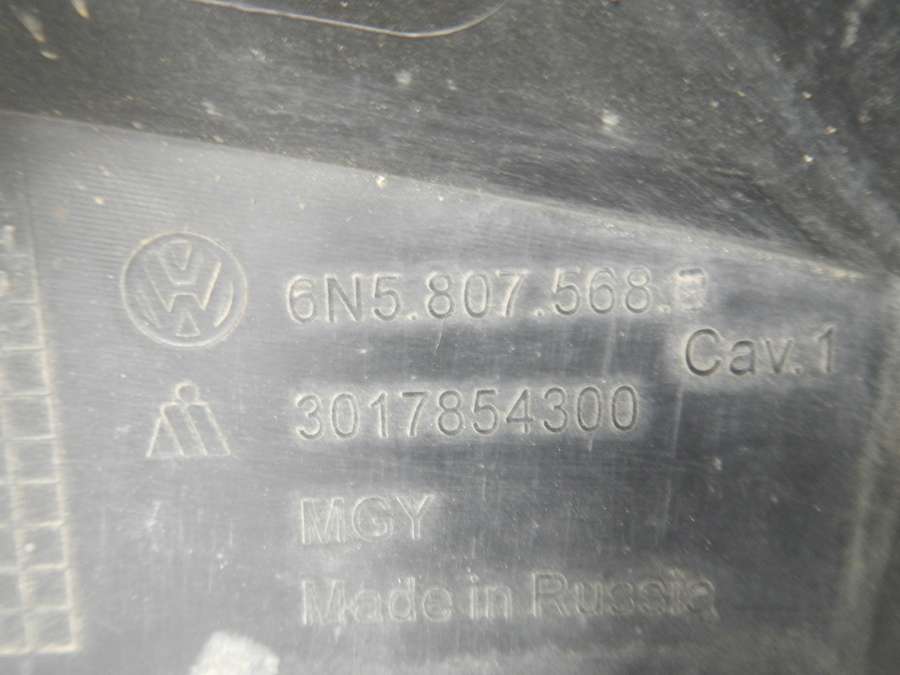 6N5.807.568.
Cav.1
3017854300
MGY
Made in Russia